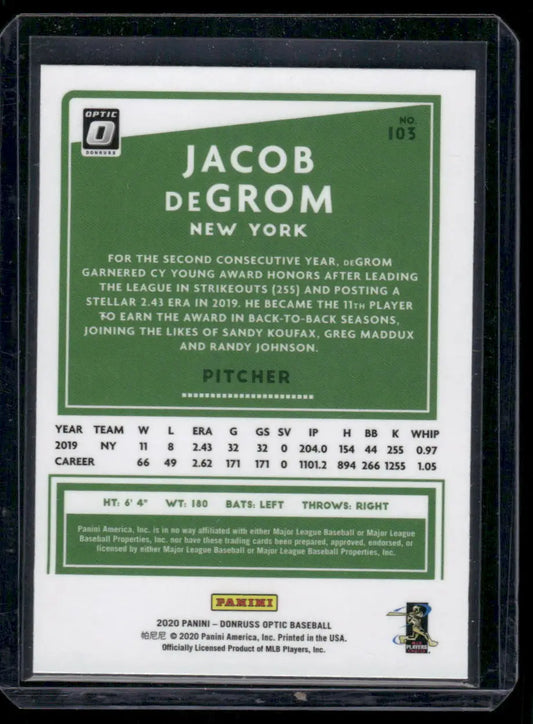 OPTIC
DONRUSS
NO.
103
JACOB
DEGROM
NEW YORK
FOR THE SECOND CONSECUTIVE YEAR, DEGROM
GARNERED CY YOUNG AWARD HONORS AFTER LEADING
THE LEAGUE IN STRIKEOUTS (255) AND POSTING A
STELLAR 2.43 ERA IN 2019. HE BECAME THE 11TH PLAYER
TO EARN THE AWARD IN BACK-TO-BACK SEASONS,
JOINING THE LIKES OF SANDY KOUFAX, GREG MADDUX
AND RANDY JOHNSON.
PITCHER
YEAR TEAM W L ERA G GS SV IP H BB K WHIP
2019 NY 11 8 2.43 32 32 0 204.0 154 44 255 0.97
CAREER 66 49 2.62 171 171 0 1101.2 894 266 1255 1.05
HT: 6' 4" WT: 180 BATS: LEFT THROWS: RIGHT
Panini America, Inc. is in no way affiliated with either Major League Baseball or Major League
Baseball Properties, Inc. nor have these trading cards been prepared, approved, endorsed, or
licensed by either Major League Baseball or Major League Baseball Properties, Inc.
PANINI
2020 PANINI – DONRUSS OPTIC BASEBALL
帕尼尼 © 2020 Panini America, Inc. Printed in the USA.
Officially Licensed Product of MLB Players, Inc.
PLAYERS